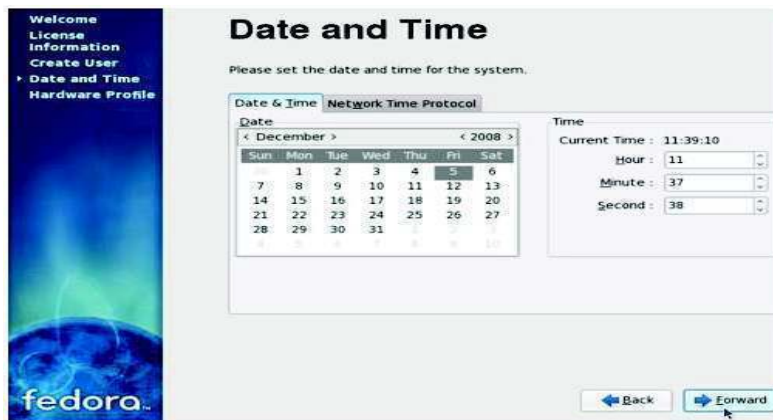 Welcome
License
Information
Create User
Date and Time
Hardware Profile
Date and Time
Please set the date and time for the system.
Date & Time Network Time Protocol
Date
< December > < 2008 >
Sun Mon Tue Wed Thu Fri Sat
1 2 3 4 5 6
7 8 9 10 11 12 13
14 15 16 17 18 19 20
21 22 23 24 25 26 27
28 29 30 31
Time
Current Time : 11:39:10
Hour : 11
Minute : 37
Second : 38
fedora™
Back Forward